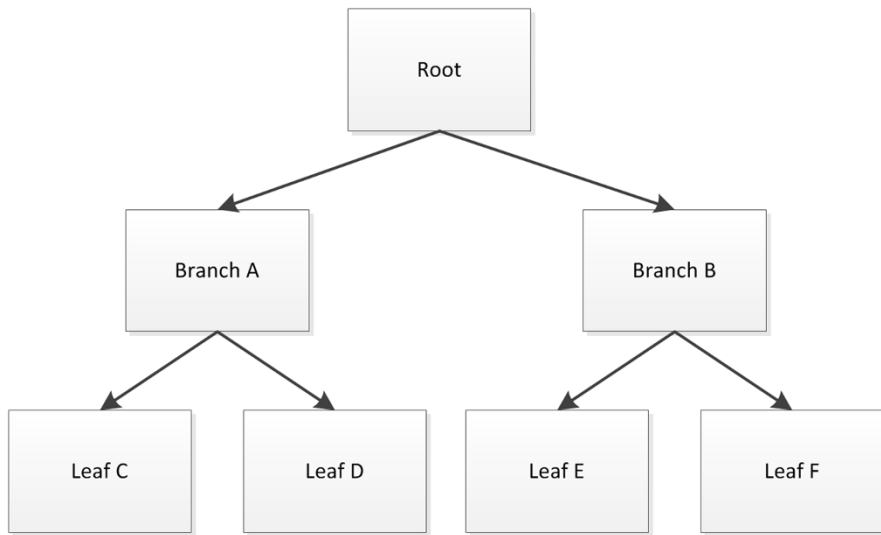 Root
Branch A
Branch B
Leaf C
Leaf D
Leaf E
Leaf F